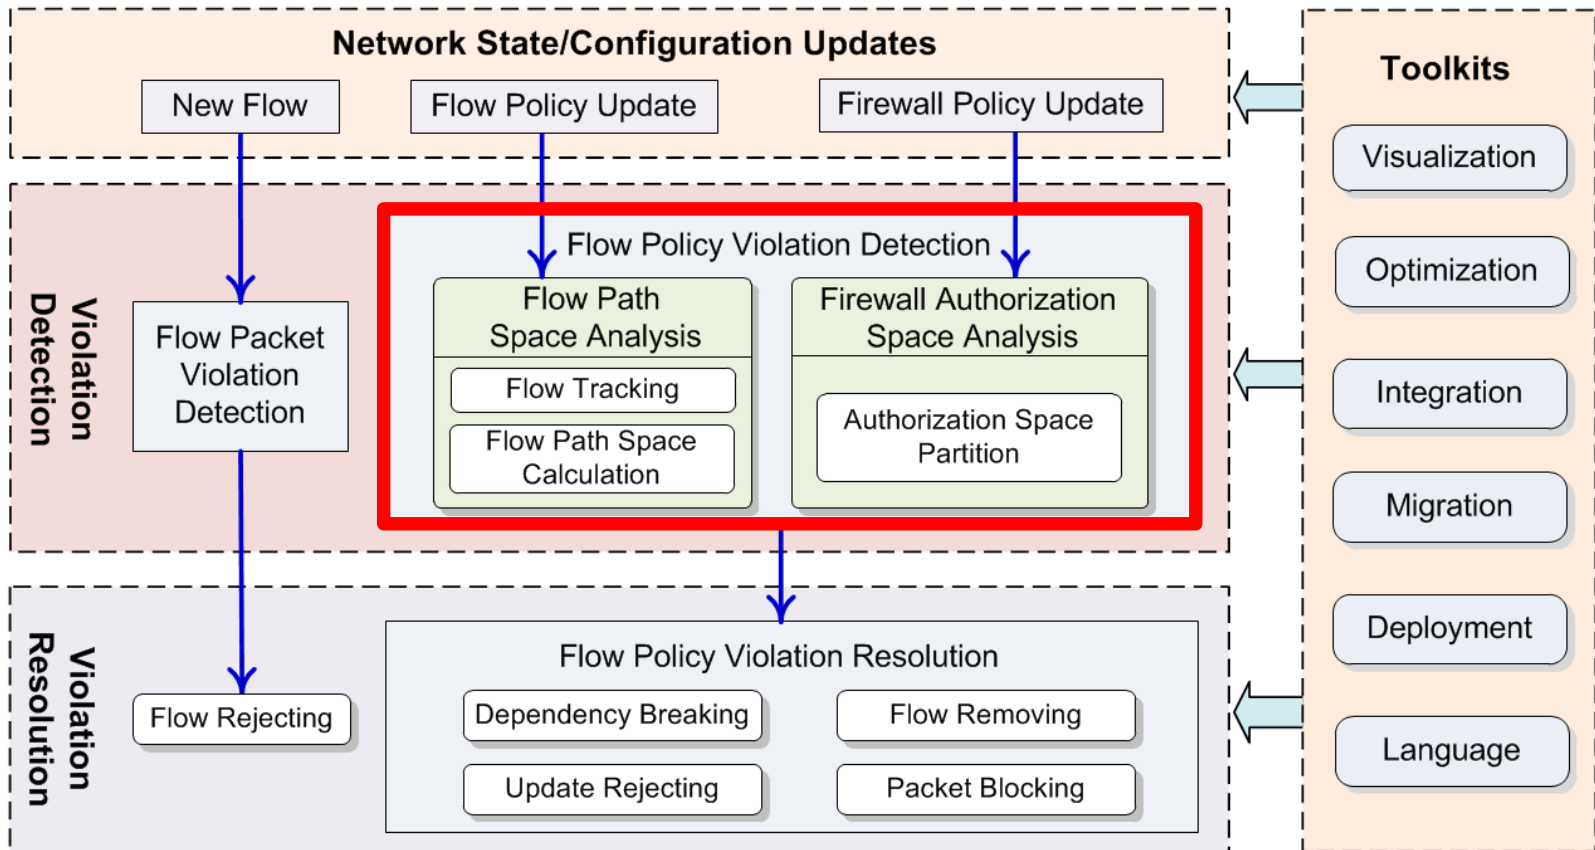 Network State/Configuration Updates
New Flow
Flow Policy Update
Firewall Policy Update
Violation
Detection
Flow Packet
Violation
Detection
Flow Policy Violation Detection
Flow Path
Space Analysis
Flow Tracking
Flow Path Space
Calculation
Firewall Authorization
Space Analysis
Authorization Space
Partition
Violation
Resolution
Flow Rejecting
Flow Policy Violation Resolution
Dependency Breaking
Flow Removing
Update Rejecting
Packet Blocking
Toolkits
Visualization
Optimization
Integration
Migration
Deployment
Language